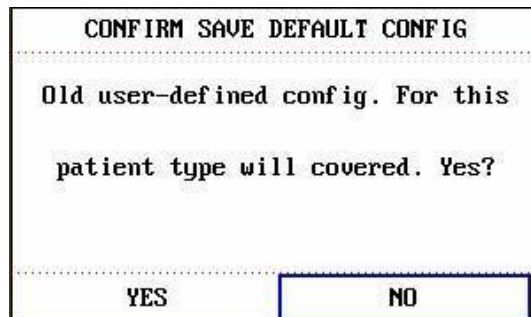 CONFIRM SAVE DEFAULT CONFIG
Old user-defined config. For this
patient type will covered. Yes?
YES NO